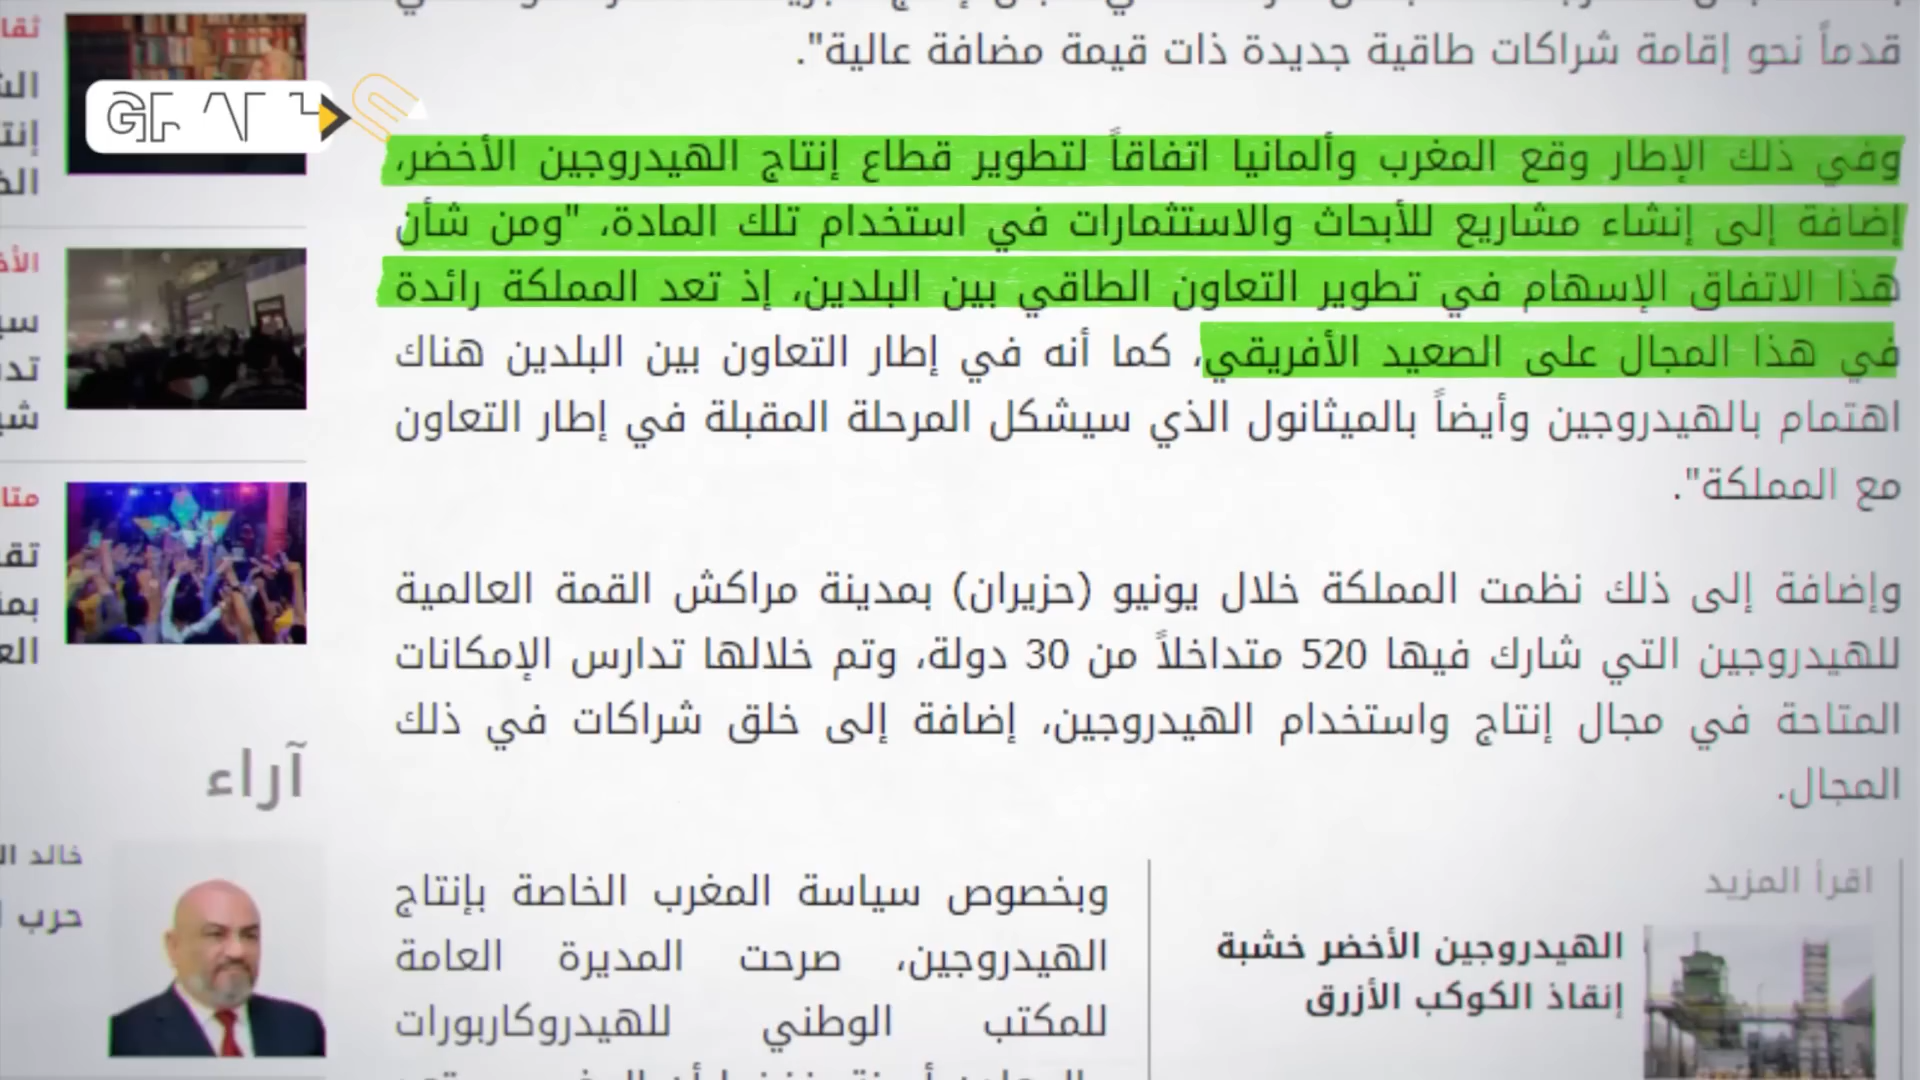 قدماً نحو إقامة شراكات طاقية جديدة ذات قيمة مضافة عالية".
وفي ذلك الإطار وقع المغرب وألمانيا اتفاقاً لتطوير قطاع إنتاج الهيدروجين الأخضر،
إضافة إلى إنشاء مشاريع للأبحاث والاستثمارات في استخدام تلك المادة، "ومن شأن
هذا الاتفاق الإسهام في تطوير التعاون الطاقي بين البلدين، إذ تعد المملكة رائدة
في هذا المجال على الصعيد الأفريقي، كما أنه في إطار التعاون بين البلدين هناك
اهتمام بالهيدروجين وأيضاً بالميثانول الذي سيشكل المرحلة المقبلة في إطار التعاون
مع المملكة".
وإضافة إلى ذلك نظمت المملكة خلال يونيو (حزيران) بمدينة مراكش القمة العالمية
للهيدروجين التي شارك فيها 520 متداخلاً من 30 دولة، وتم خلالها تدارس الإمكانات
المتاحة في مجال إنتاج واستخدام الهيدروجين، إضافة إلى خلق شراكات في ذلك
المجال.
اقرأ المزيد
الهيدروجين الأخضر خشبة
إنقاذ الكوكب الأزرق
وبخصوص سياسة المغرب الخاصة بإنتاج
الهيدروجين، صرحت المديرة العامة
للمكتب الوطني للهيدروكاربورات
آراء
خالد
حرب